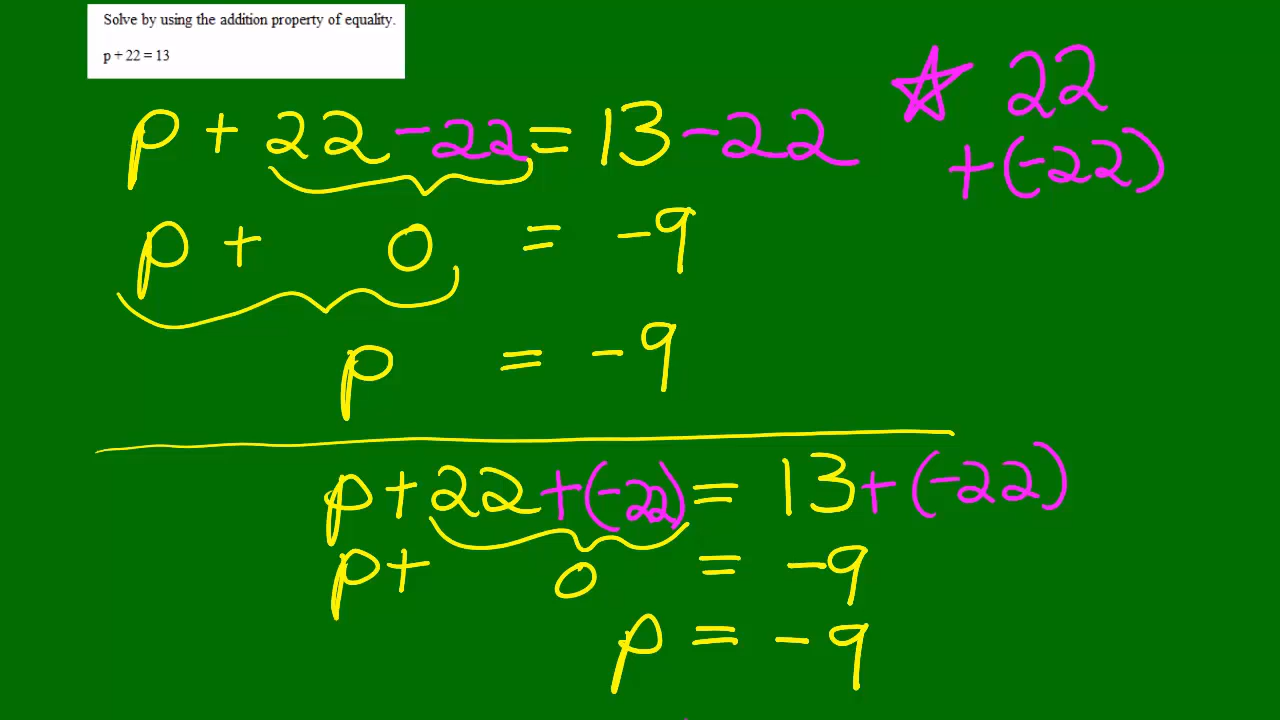 Solve by using the addition property of equality.
p + 22 = 13
p + 22 - 22 = 13 - 22
p + 0 = -9
p = -9
☆ 22
+ (-22)
p + 22 + (-22) = 13 + (-22)
p + 0 = -9
p = -9